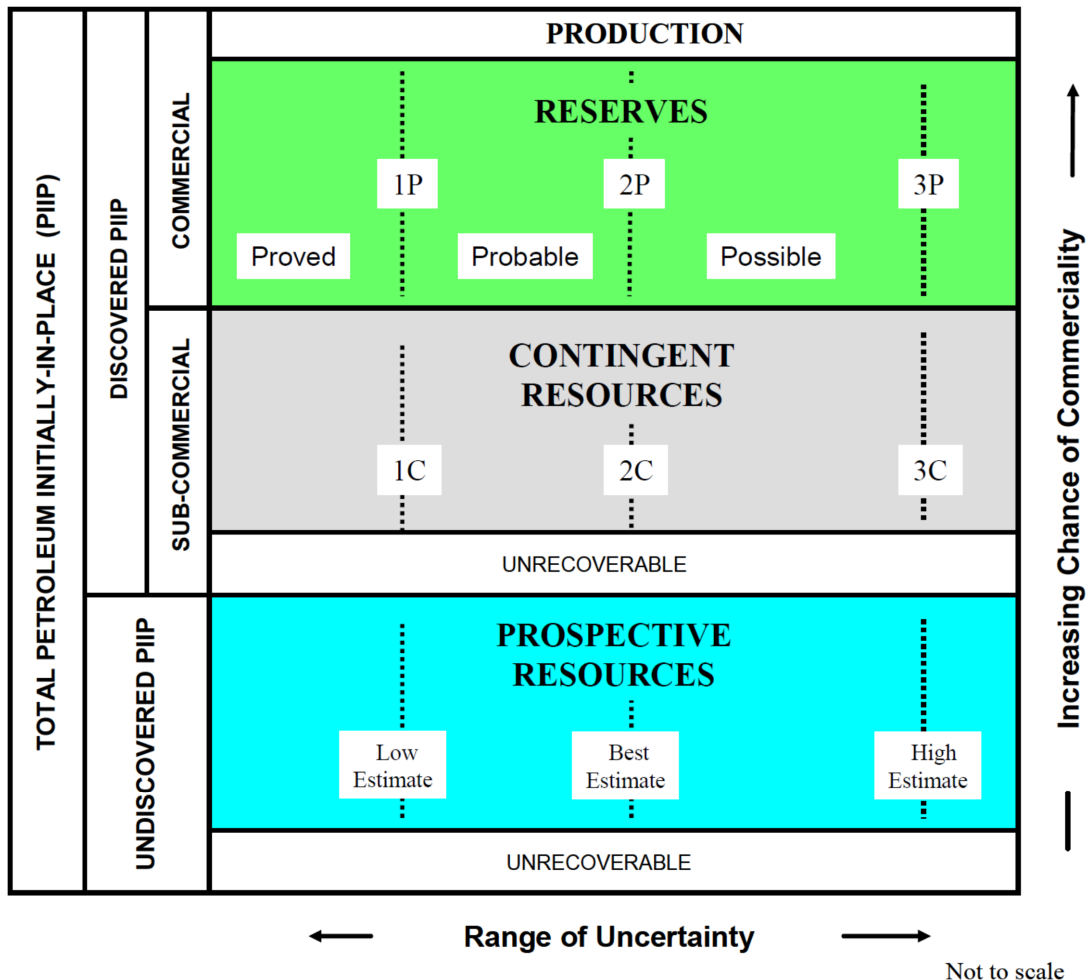 TOTAL PETROLEUM INITIALLY-IN-PLACE (PIIP)
DISCOVERED PIIP
UNDISCOVERED PIIP
COMMERCIAL
SUB-COMMERCIAL
PRODUCTION
RESERVES
1P
2P
3P
Proved
Probable
Possible
CONTINGENT
RESOURCES
1C
2C
3C
UNRECOVERABLE
PROSPECTIVE
RESOURCES
Low
Estimate
Best
Estimate
High
Estimate
UNRECOVERABLE
Increasing Chance of Commerciality
Range of Uncertainty
Not to scale